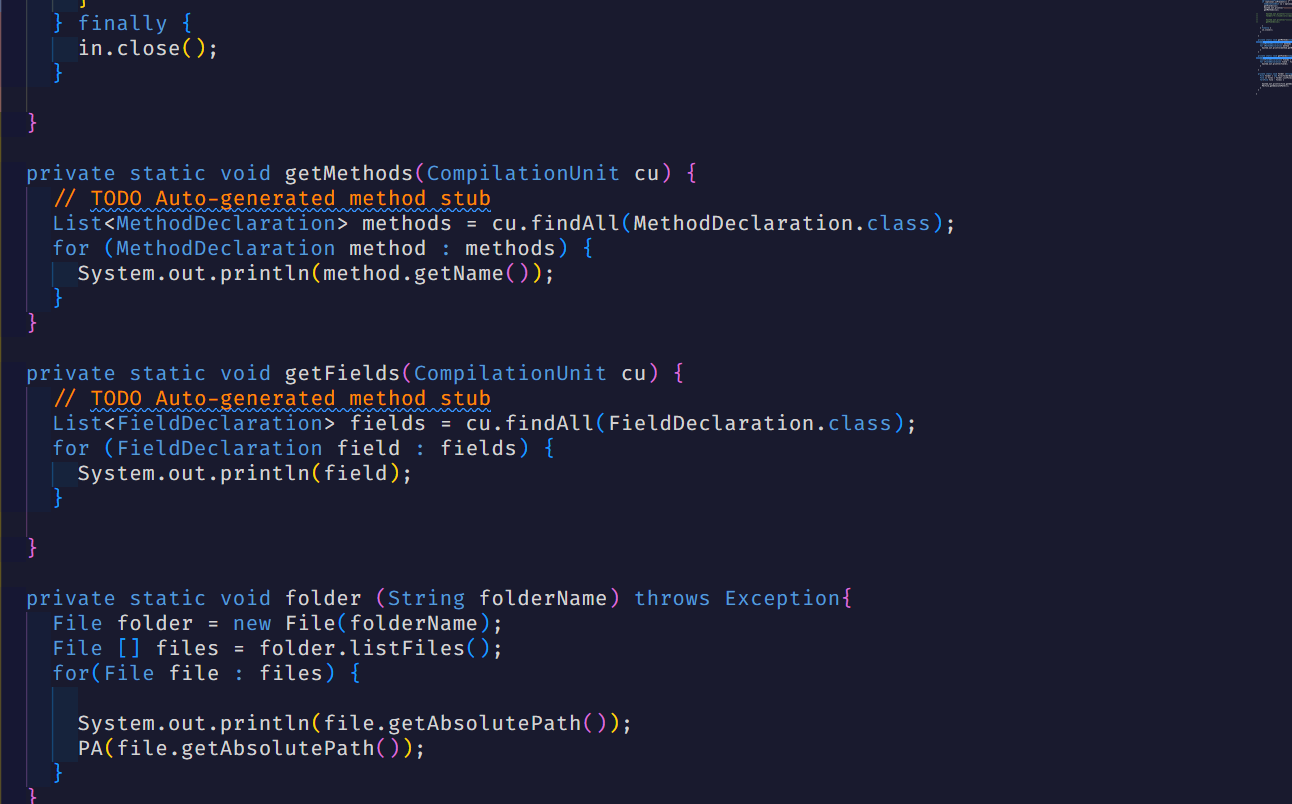 }
} finally {
in.close();
}
}
private static void getMethods(CompilationUnit cu) {
// TODO Auto-generated method stub
List<MethodDeclaration> methods = cu.findAll(MethodDeclaration.class);
for (MethodDeclaration method : methods) {
System.out.println(method.getName());
}
}
private static void getFields(CompilationUnit cu) {
// TODO Auto-generated method stub
List<FieldDeclaration> fields = cu.findAll(FieldDeclaration.class);
for (FieldDeclaration field : fields) {
System.out.println(field);
}
}
private static void folder (String folderName) throws Exception{
File folder = new File(folderName);
File [] files = folder.listFiles();
for(File file : files) {
System.out.println(file.getAbsolutePath());
PA(file.getAbsolutePath());
}
}